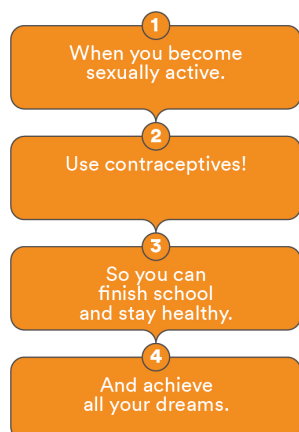 1
When you become
sexually active.
2
Use contraceptives!
3
So you can
finish school
and stay healthy.
4
And achieve
all your dreams.